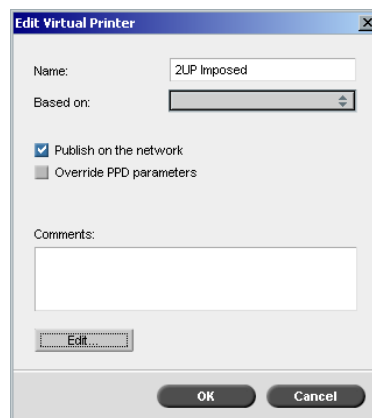 Edit Virtual Printer
Name: 2UP Imposed
Based on:
Publish on the network
Override PPD parameters
Comments:
Edit...
OK Cancel